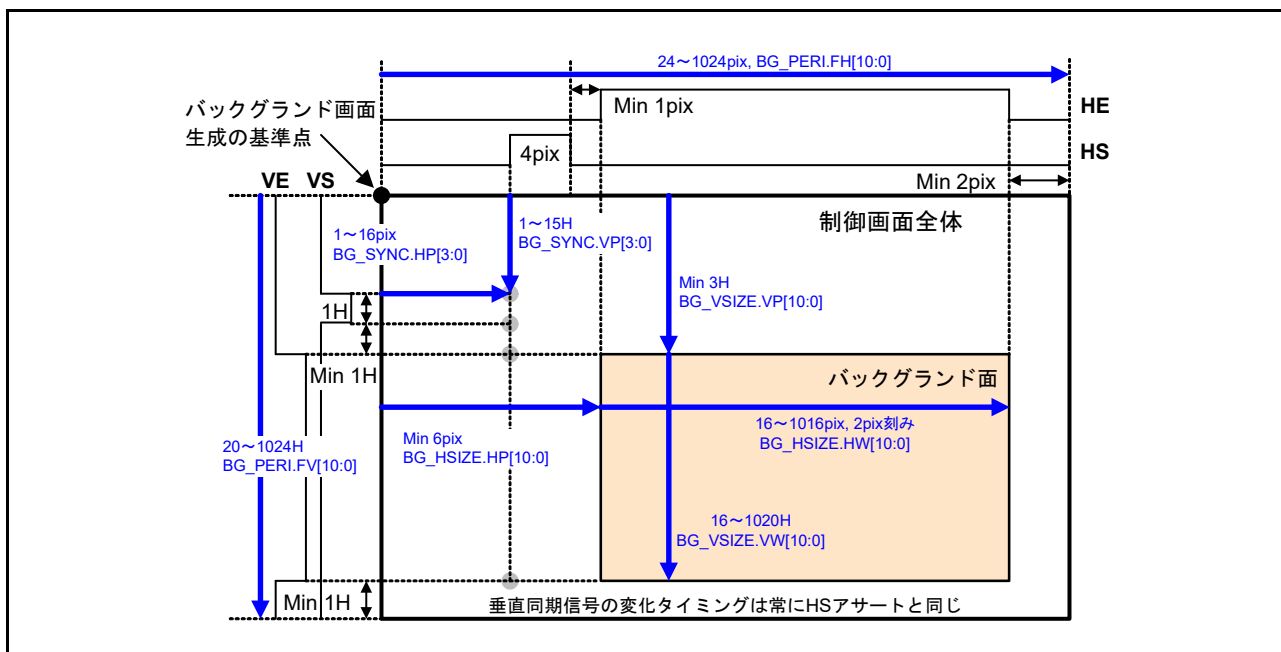 24～1024pix, BG_PERI.FH[10:0]
バックグランド画面
生成の基準点
Min 1pix
HE
4pix
HS
VE
VS
Min 2pix
制御画面全体
1～16pix
BG_SYNC.HP[3:0]
1～15H
BG_SYNC.VP[3:0]
Min 3H
BG_VSIZE.VP[10:0]
1H
Min 1H
バックグランド面
20～1024H
BG_PERI.FV[10:0]
Min 6pix
BG_HSIZE.HP[10:0]
16～1016pix, 2pix刻み
BG_HSIZE.HW[10:0]
16～1020H
BG_VSIZE.VW[10:0]
Min 1H
垂直同期信号の変化タイミングは常にHSアサートと同じ